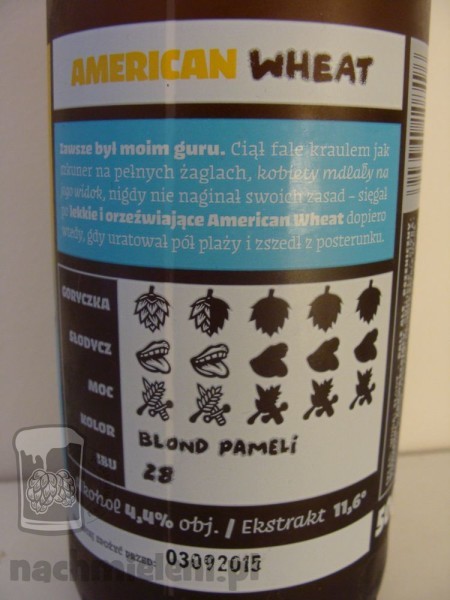 AMERICAN WHEAT
Zawsze był moim guru. Ciął fale kraulem jak
szkuner na pełnych żaglach, kobiety mdlały na
jego widok, nigdy nie naginał swoich zasad – sięgał
po lekkie i orzeźwiające American Wheat dopiero
wtedy, gdy uratował pół plaży i zszedł z posterunku.
GORYCZKA
SŁODYCZ
MOC
KOLOR BLOND PAMELI
IBU 28
alkohol 4,4% obj. / Ekstrakt 11,6°
spożyć przed: 03092015
nachmieleni.pl